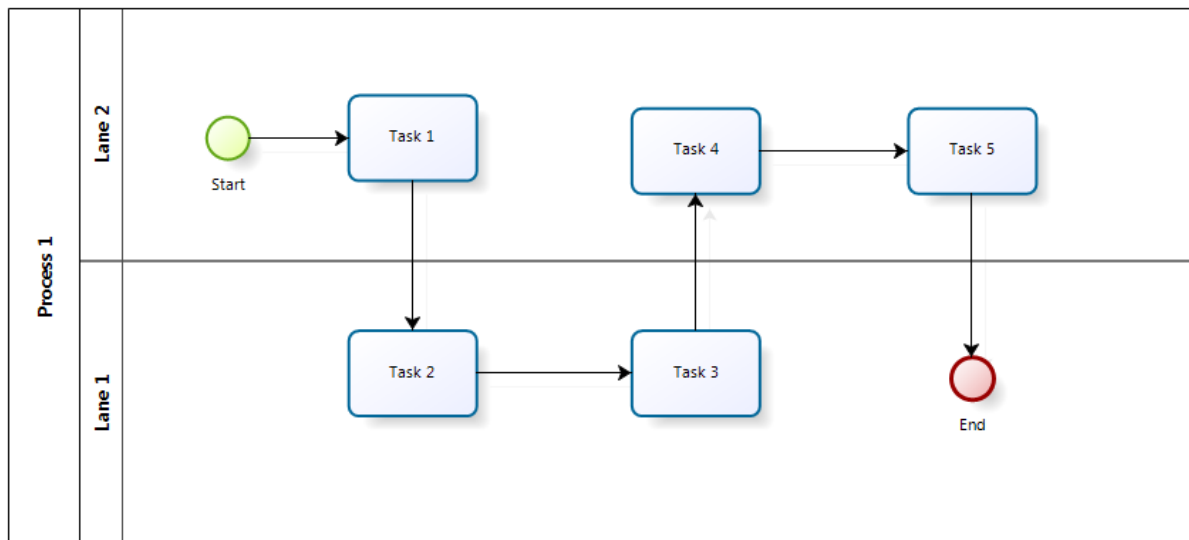 Process 1
Lane 2
Start
Task 1
Task 4
Task 5
Lane 1
Task 2
Task 3
End